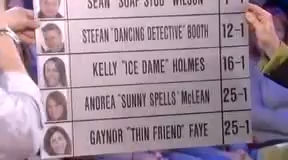 SEAN "SOAP STUD" WILSON
STEFAN "DANCING DETECTIVE" BOOTH 12-1
KELLY "ICE DAME" HOLMES 16-1
ANDREA "SUNNY SPELLS" McLEAN 25-1
GAYNOR "THIN FRIEND" FAYE 25-1